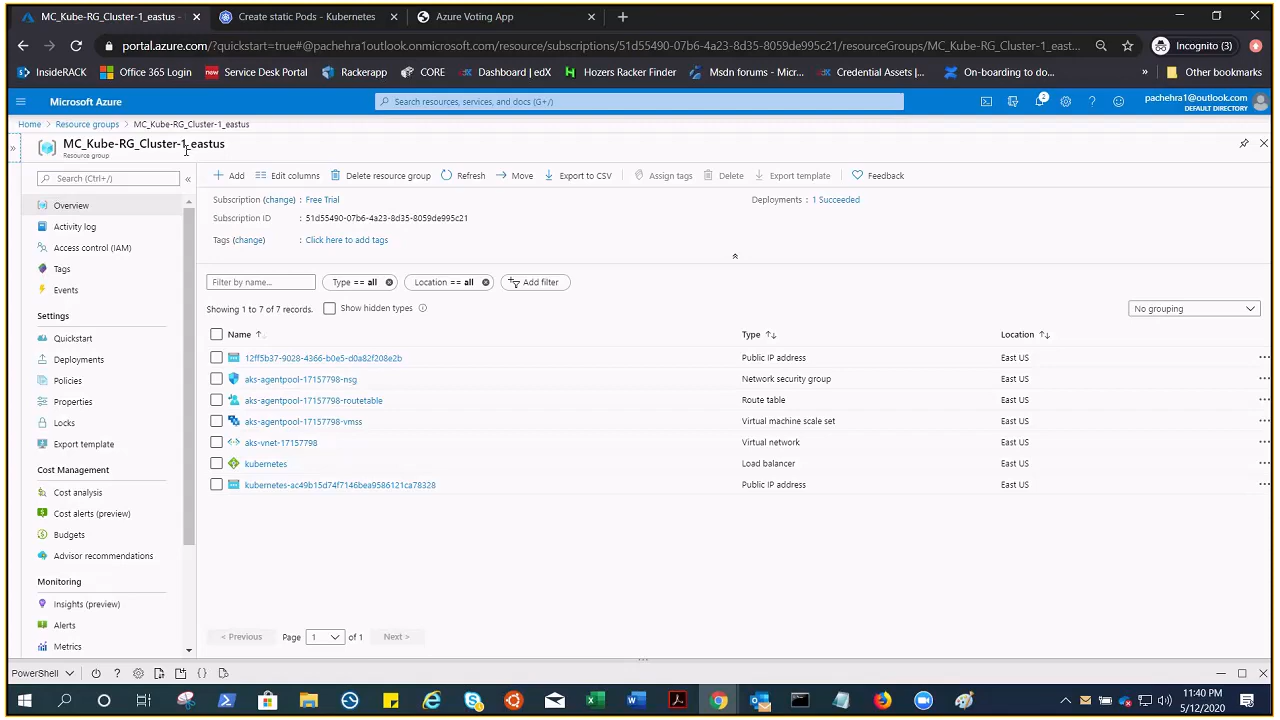 MC_Kube-RG_Cluster-1_eastus -
Create static Pods - Kubernetes
Azure Voting App
portal.azure.com/?quickstart=true#@pachehra1outlook.onmicrosoft.com/resource/subscriptions/51d55490-07b6-4a23-8d35-8059de995c21/resourceGroups/MC_Kube-RG_Cluster-1_east...
Incognito (3)
InsideRACK
Office 365 Login
new
Service Desk Portal
Rackerapp
CORE
Dashboard | edX
Hozers Racker Finder
Msdn forums - Micr...
Credential Assets |...
On-boarding to do...
»
Other bookmarks
Microsoft Azure
Search resources, services, and docs (G+/)
2
pachehra1@outlook.com
DEFAULT DIRECTORY
Home > Resource groups > MC_Kube-RG_Cluster-1_eastus
»
MC_Kube-RG_Cluster-1_eastus
Resource group
Search (Ctrl+/)
«
Add
Edit columns
Delete resource group
Refresh
Move
Export to CSV
Assign tags
Delete
Export template
Feedback
Overview
Activity log
Access control (IAM)
Tags
Events
Settings
Quickstart
Deployments
Policies
Properties
Locks
Export template
Cost Management
Cost analysis
Cost alerts (preview)
Budgets
Advisor recommendations
Monitoring
Insights (preview)
Alerts
Metrics
Subscription (change) : Free Trial
Deployments : 1 Succeeded
Subscription ID : 51d55490-07b6-4a23-8d35-8059de995c21
Tags (change) : Click here to add tags
Filter by name...
Type == all
Location == all
Add filter
Showing 1 to 7 of 7 records.
Show hidden types
No grouping
Name ↑ Type ↑↓ Location ↑↓
12ff5b37-9028-4366-b0e5-d0a82f208e2b Public IP address East US ...
aks-agentpool-17157798-nsg Network security group East US ...
aks-agentpool-17157798-routetable Route table East US ...
aks-agentpool-17157798-vmss Virtual machine scale set East US ...
aks-vnet-17157798 Virtual network East US ...
kubernetes Load balancer East US ...
kubernetes-ac49b15d74f7146bea9586121ca78328 Public IP address East US ...
< Previous
Page 1 of 1
Next >
PowerShell
11:40 PM
5/12/2020